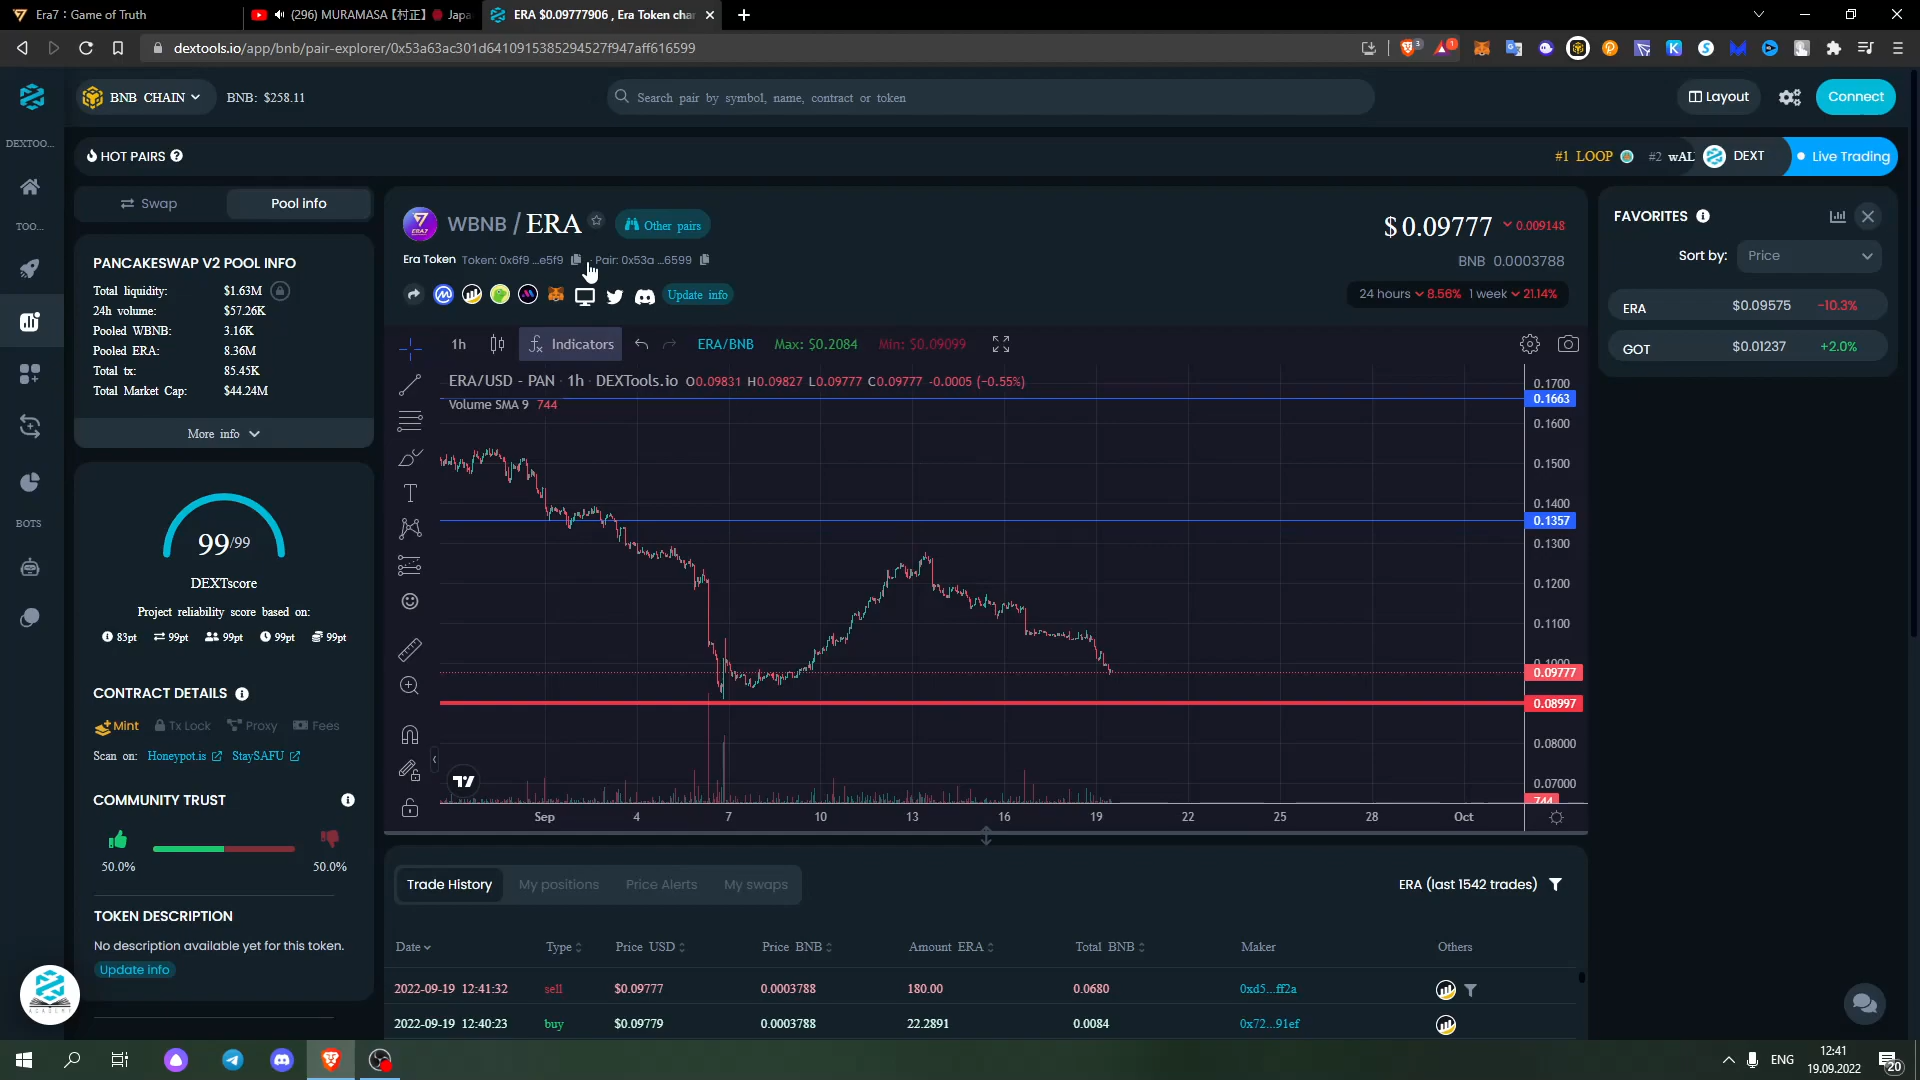 Era7 : Game of Truth
(296) MURAMASA【村正】 Japa
ERA $0.09777906 , Era Token cha
dextools.io/app/bnb/pair-explorer/0x53a63ac301d6410915385294527f947aff616599
BNB CHAIN
BNB: $258.11
Search pair by symbol, name, contract or token
Layout
Connect
DEXTOO...
HOT PAIRS
#1 LOOP
#2 wAL
DEXT
Live Trading
Swap
Pool info
TOO...
WBNB / ERA
Other pairs
$ 0.09777
0.009148
FAVORITES
Era Token Token: 0x6f9 ...e5f9
Pair: 0x53a ...6599
BNB 0.0003788
Sort by:
Price
PANCAKESWAP V2 POOL INFO
Total liquidity: $1.63M
24h volume: $57.26K
Pooled WBNB: 3.16K
Pooled ERA: 8.36M
Total tx: 85.45K
Total Market Cap: $44.24M
More info
Update info
24 hours 8.56% 1 week 21.14%
ERA $0.09575 -10.3%
GOT $0.01237 +2.0%
1h
Indicators
ERA/BNB
Max: $0.2084
Min: $0.09099
ERA/USD - PAN · 1h · DEXTools.io O0.09831 H0.09827 L0.09777 C0.09777 -0.0005 (-0.55%)
Volume SMA 9 744
0.1700
0.1663
0.1600
0.1500
0.1400
0.1357
0.1300
0.1200
0.1100
0.1000
0.09777
0.08997
0.08000
0.07000
744
Sep 4 7 10 13 16 19 22 25 28 Oct
99/99
DEXTscore
Project reliability score based on:
83pt 99pt 99pt 99pt 99pt
BOTS
CONTRACT DETAILS
Mint Tx Lock Proxy Fees
Scan on: Honeypot.is StaySAFU
COMMUNITY TRUST
50.0% 50.0%
TOKEN DESCRIPTION
No description available yet for this token.
Update info
ACADEMY
Trade History
My positions
Price Alerts
My swaps
ERA (last 1542 trades)
Date Type Price USD Price BNB Amount ERA Total BNB Maker Others
2022-09-19 12:41:32 sell $0.09777 0.0003788 180.00 0.0680 0xd5...ff2a
2022-09-19 12:40:23 buy $0.09779 0.0003788 22.2891 0.0084 0x72...91ef
ENG
12:41
19.09.2022
20